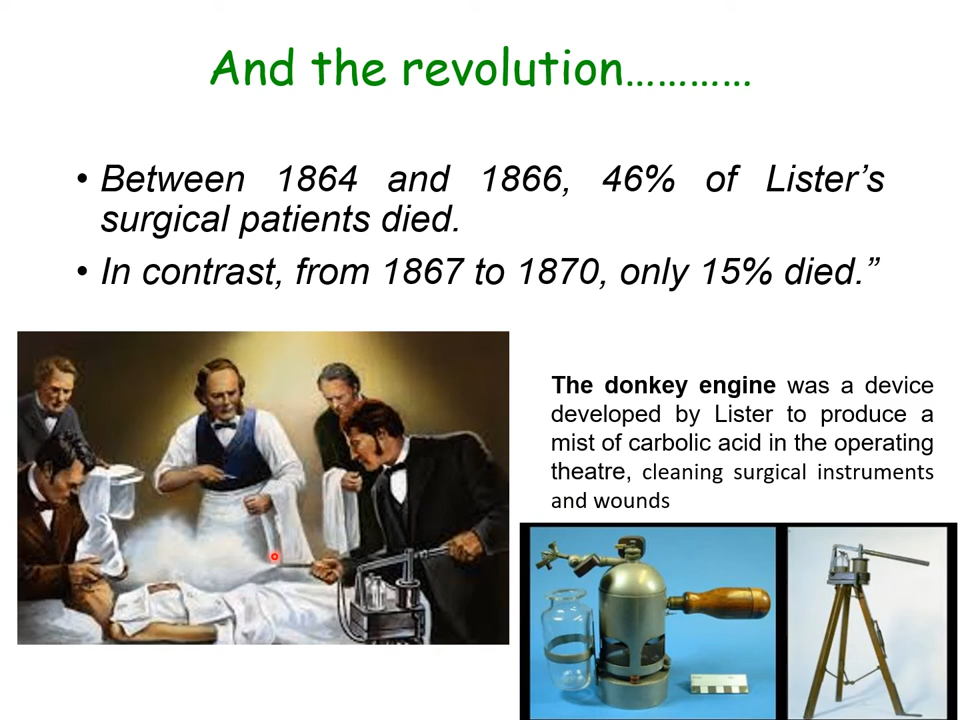 And the revolution…………
• Between 1864 and 1866, 46% of Lister’s
surgical patients died.
• In contrast, from 1867 to 1870, only 15% died.”
The donkey engine was a device
developed by Lister to produce a
mist of carbolic acid in the operating
theatre, cleaning surgical instruments
and wounds